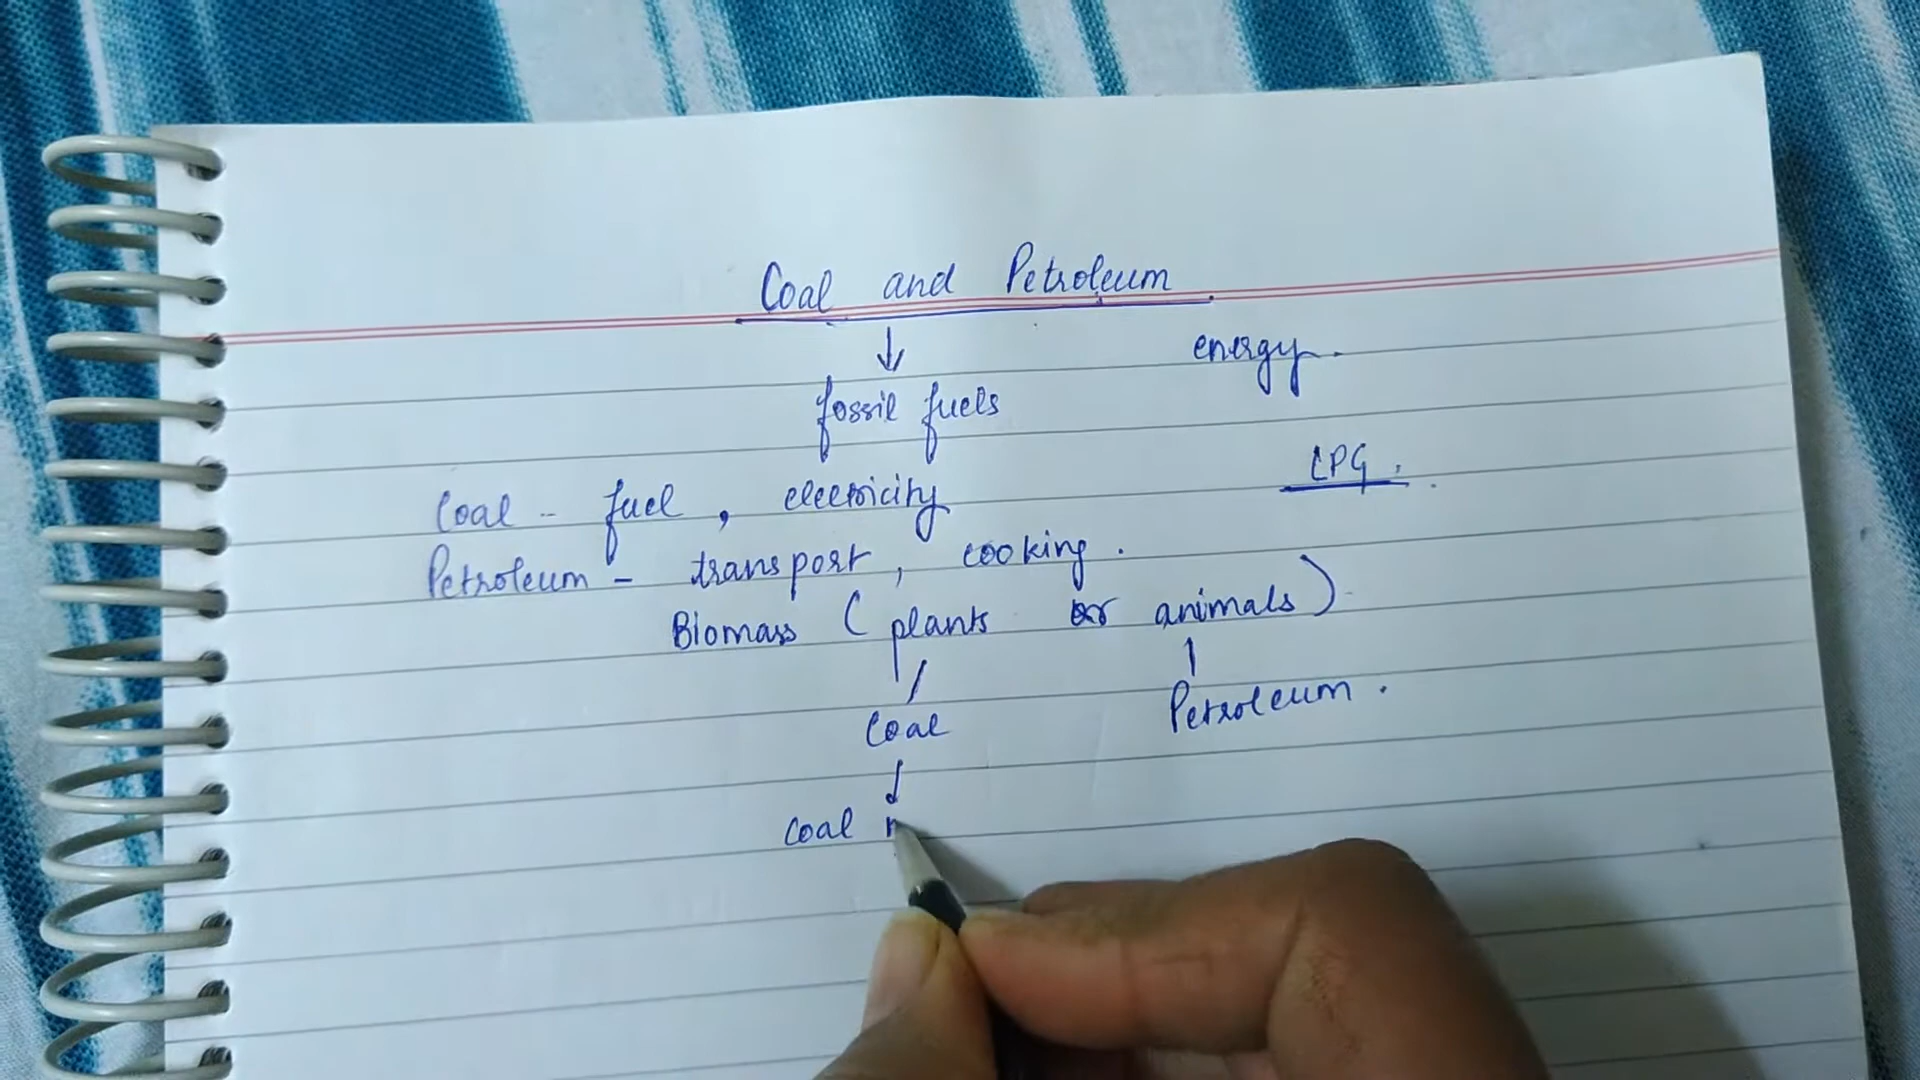 Coal and Petroleum
↓
energy.
fossil fuels
LPG.
Coal - fuel, electricity
Petroleum - transport, cooking.
Biomass (plants or animals)
Coal Petroleum.
↓
Coal